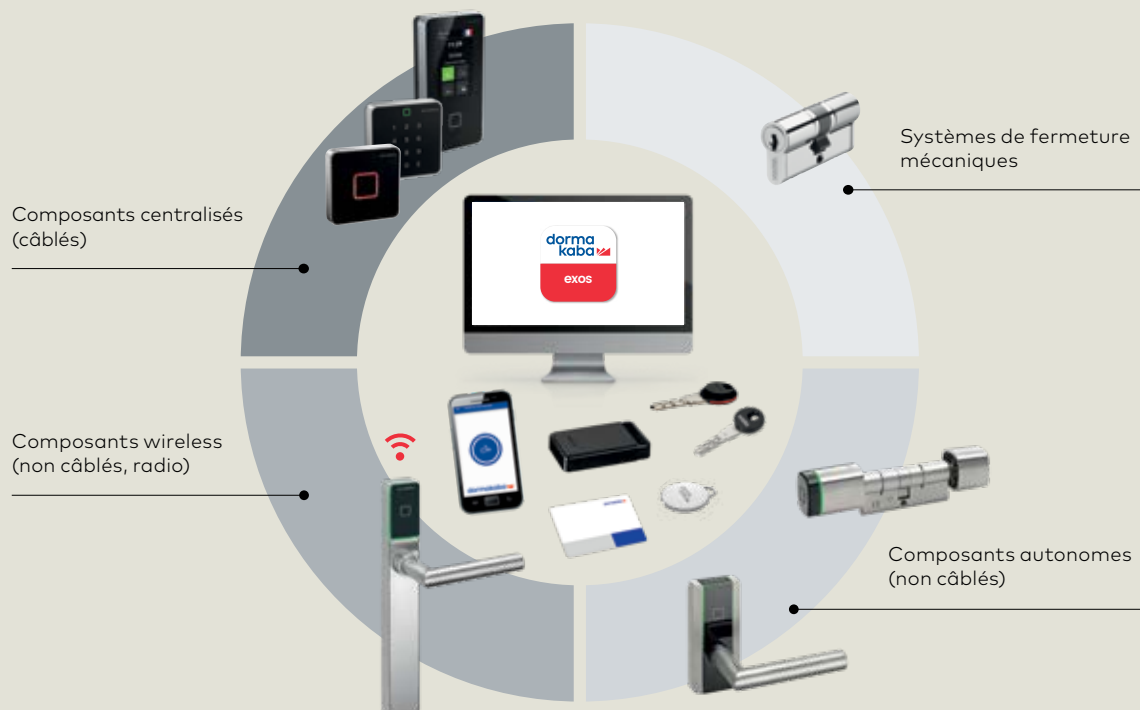 Systèmes de fermeture
mécaniques
Composants centralisés
(câblés)
dorma
kaba
exos
Composants wireless
(non câblés, radio)
dormakaba
Composants autonomes
(non câblés)